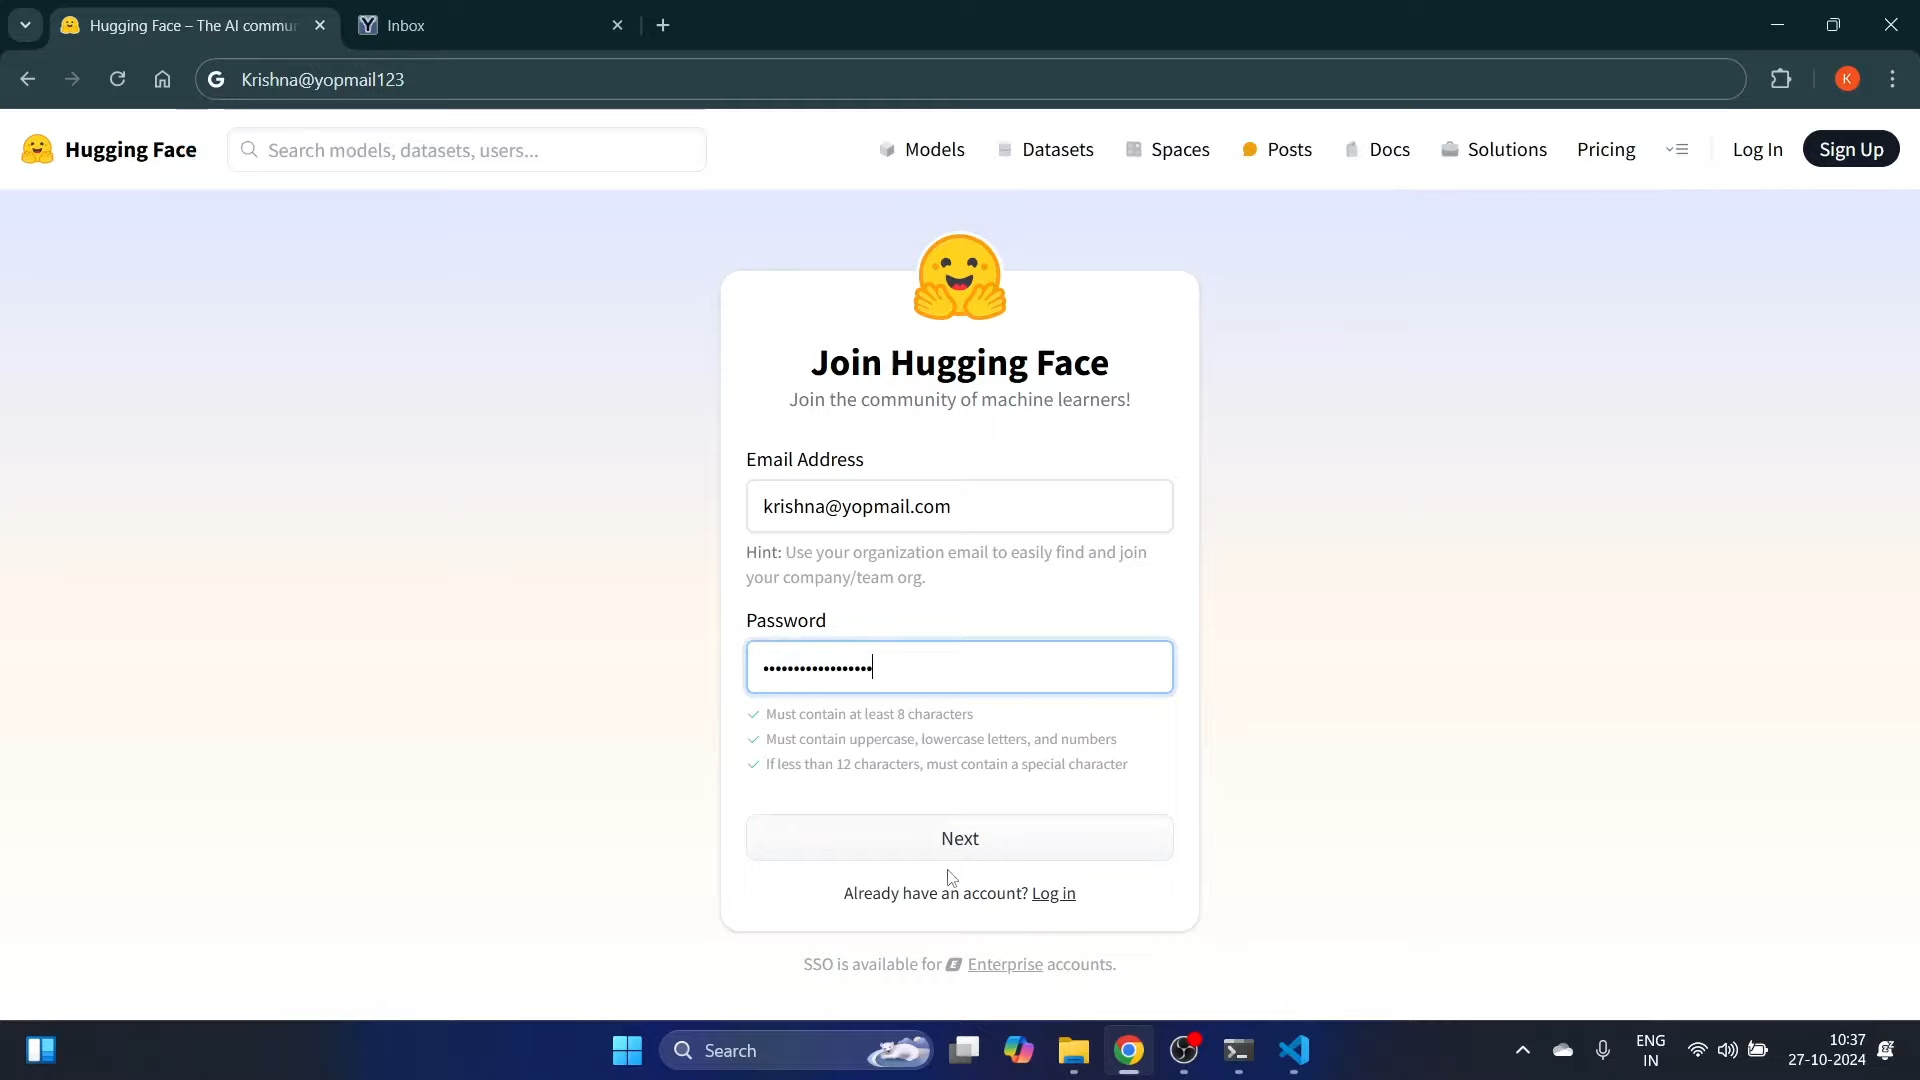 Hugging Face – The AI commun
Inbox
Krishna@yopmail123
K
Hugging Face
Search models, datasets, users...
Models
Datasets
Spaces
Posts
Docs
Solutions
Pricing
Log In
Sign Up
Join Hugging Face
Join the community of machine learners!
Email Address
krishna@yopmail.com
Hint: Use your organization email to easily find and join
your company/team org.
Password
••••••••••••••••••
Must contain at least 8 characters
Must contain uppercase, lowercase letters, and numbers
If less than 12 characters, must contain a special character
Next
Already have an account? Log in
SSO is available for E Enterprise accounts.
Search
ENG
IN
10:37
27-10-2024